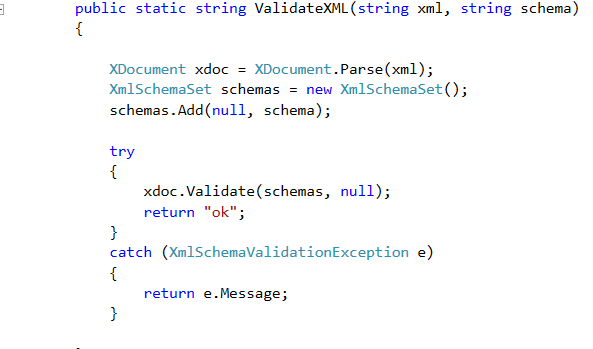 public static string ValidateXML(string xml, string schema)
{
XDocument xdoc = XDocument.Parse(xml);
XmlSchemaSet schemas = new XmlSchemaSet();
schemas.Add(null, schema);
try
{
xdoc.Validate(schemas, null);
return "ok";
}
catch (XmlSchemaValidationException e)
{
return e.Message;
}